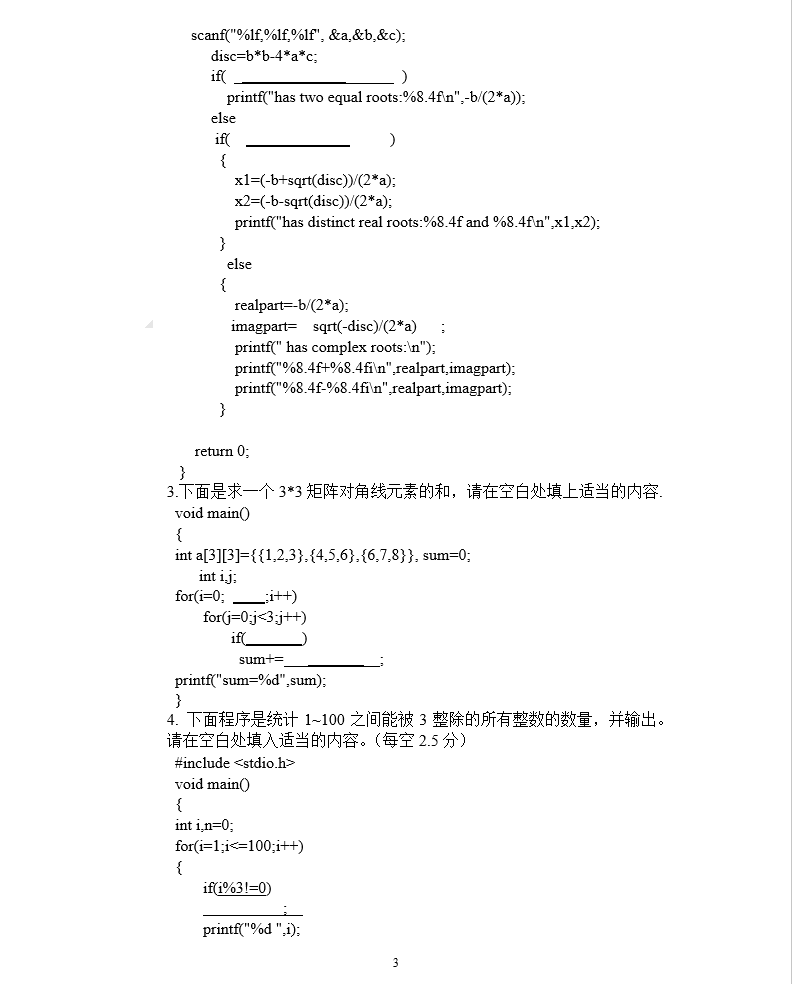 scanf("%lf,%lf,%lf", &a,&b,&c);
disc=b*b-4*a*c;
if( ____________________ )
printf("has two equal roots:%8.4f\n",-b/(2*a));
else
if( _____________ )
{
x1=(-b+sqrt(disc))/(2*a);
x2=(-b-sqrt(disc))/(2*a);
printf("has distinct real roots:%8.4f and %8.4f\n",x1,x2);
}
else
{
realpart=-b/(2*a);
imagpart= sqrt(-disc)/(2*a) ;
printf(" has complex roots:\n");
printf("%8.4f+%8.4fi\n",realpart,imagpart);
printf("%8.4f-%8.4fi\n",realpart,imagpart);
}
return 0;
}
3.下面是求一个 3*3 矩阵对角线元素的和，请在空白处填上适当的内容.
void main()
{
int a[3][3]={{1,2,3},{4,5,6},{6,7,8}}, sum=0;
int i,j;
for(i=0; ____;i++)
for(j=0;j<3;j++)
if(_______)
sum+=____________;
printf("sum=%d",sum);
}
4. 下面程序是统计 1~100 之间能被 3 整除的所有整数的数量，并输出。
请在空白处填入适当的内容。（每空 2.5 分）
#include <stdio.h>
void main()
{
int i,n=0;
for(i=1;i<=100;i++)
{
if(i%3!=0)
__________;__
printf("%d ",i);
3